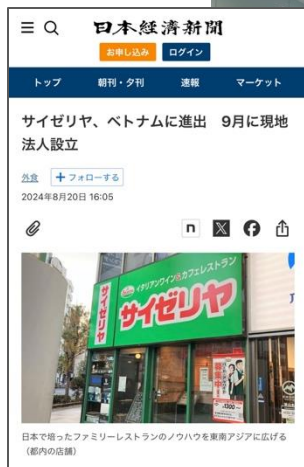 日本経済新聞
お申し込み
ログイン
トップ
朝刊・夕刊
速報
マーケット
サイゼリヤ、ベトナムに進出　9月に現地
法人設立
外食
+フォローする
2024年8月20日 16:05
イタリアンワイン&カフェレストラン
サイゼリヤ
サイゼリヤ
日本で培ったファミリーレストランのノウハウを東南アジアに広げる
（都内の店舗）